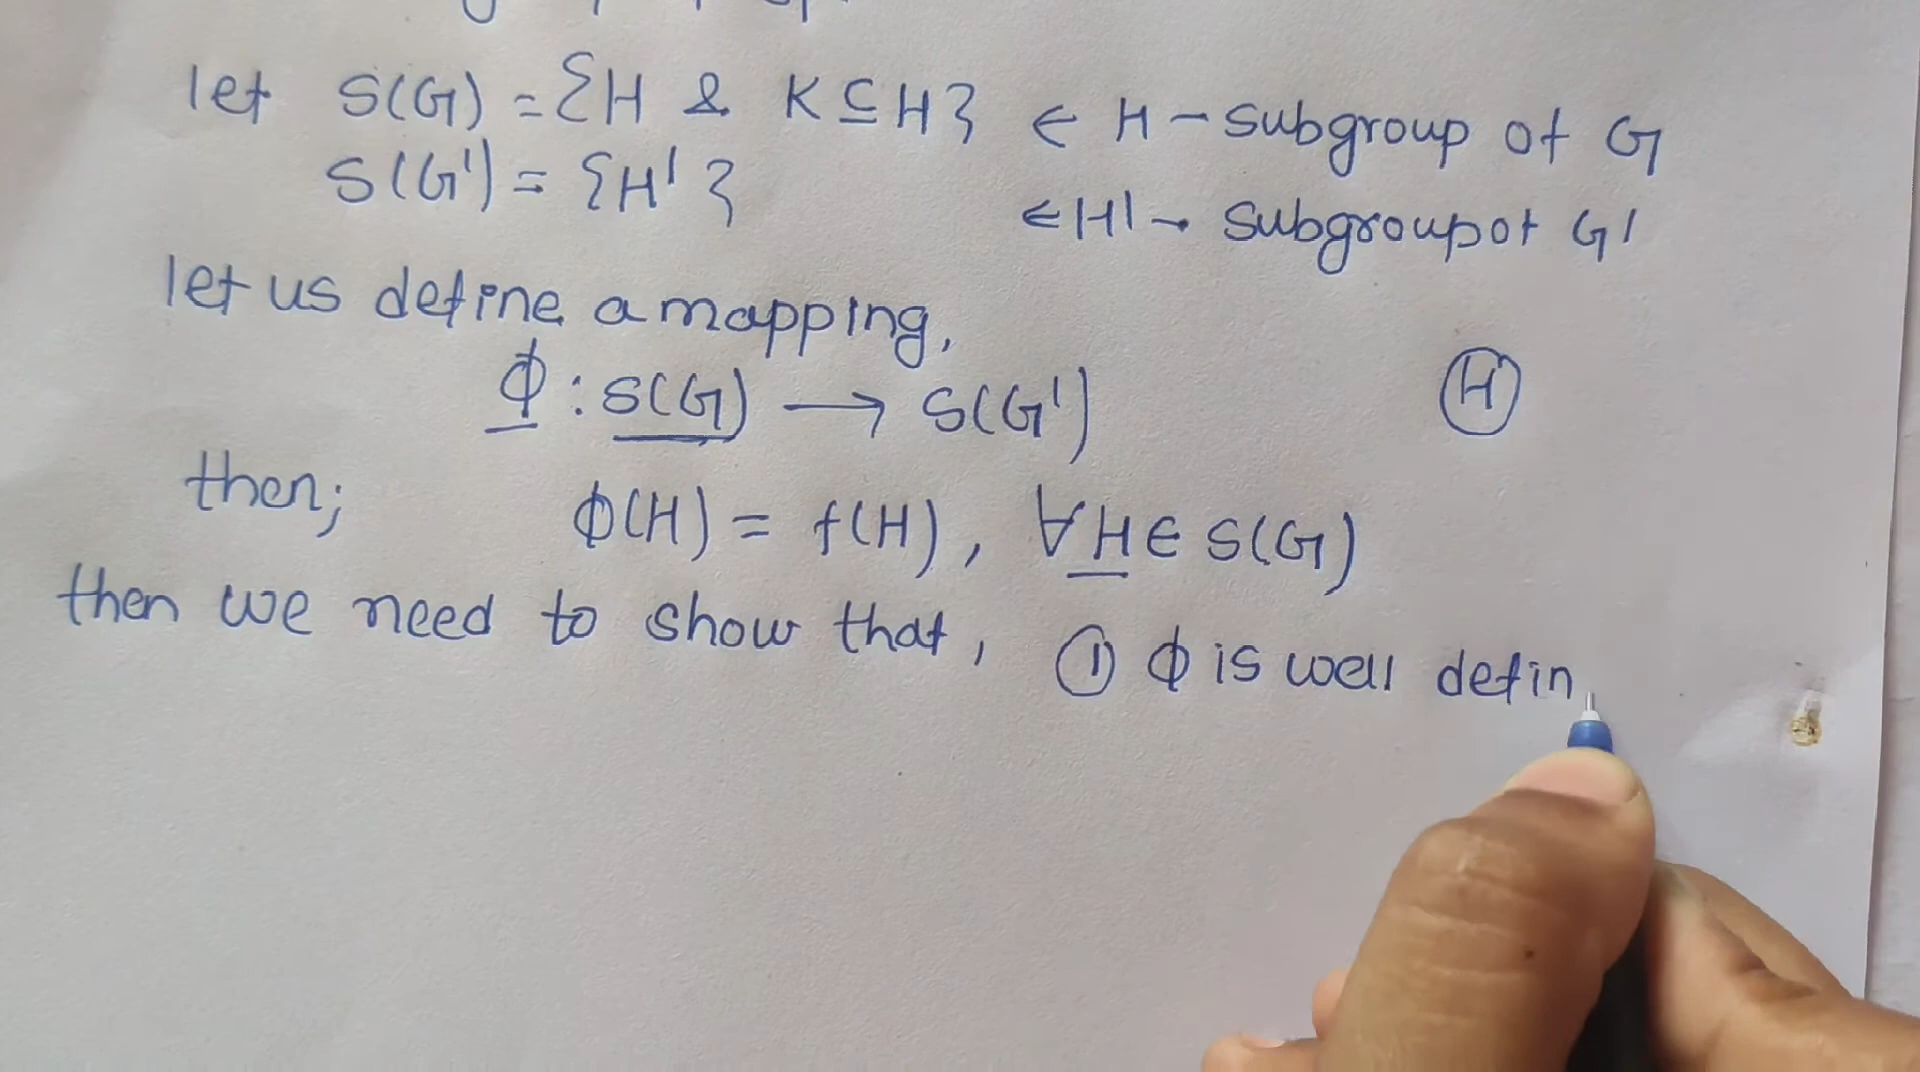 let S(G) = {H & K ⊆ H} ∈ H - subgroup of G
S(G') = {H'} ∈ H' - subgroup of G'
let us define a mapping,
ϕ : S(G) → S(G')
H
then; ϕ(H) = f(H), ∀ H ∈ S(G)
then we need to show that, ① ϕ is well defin